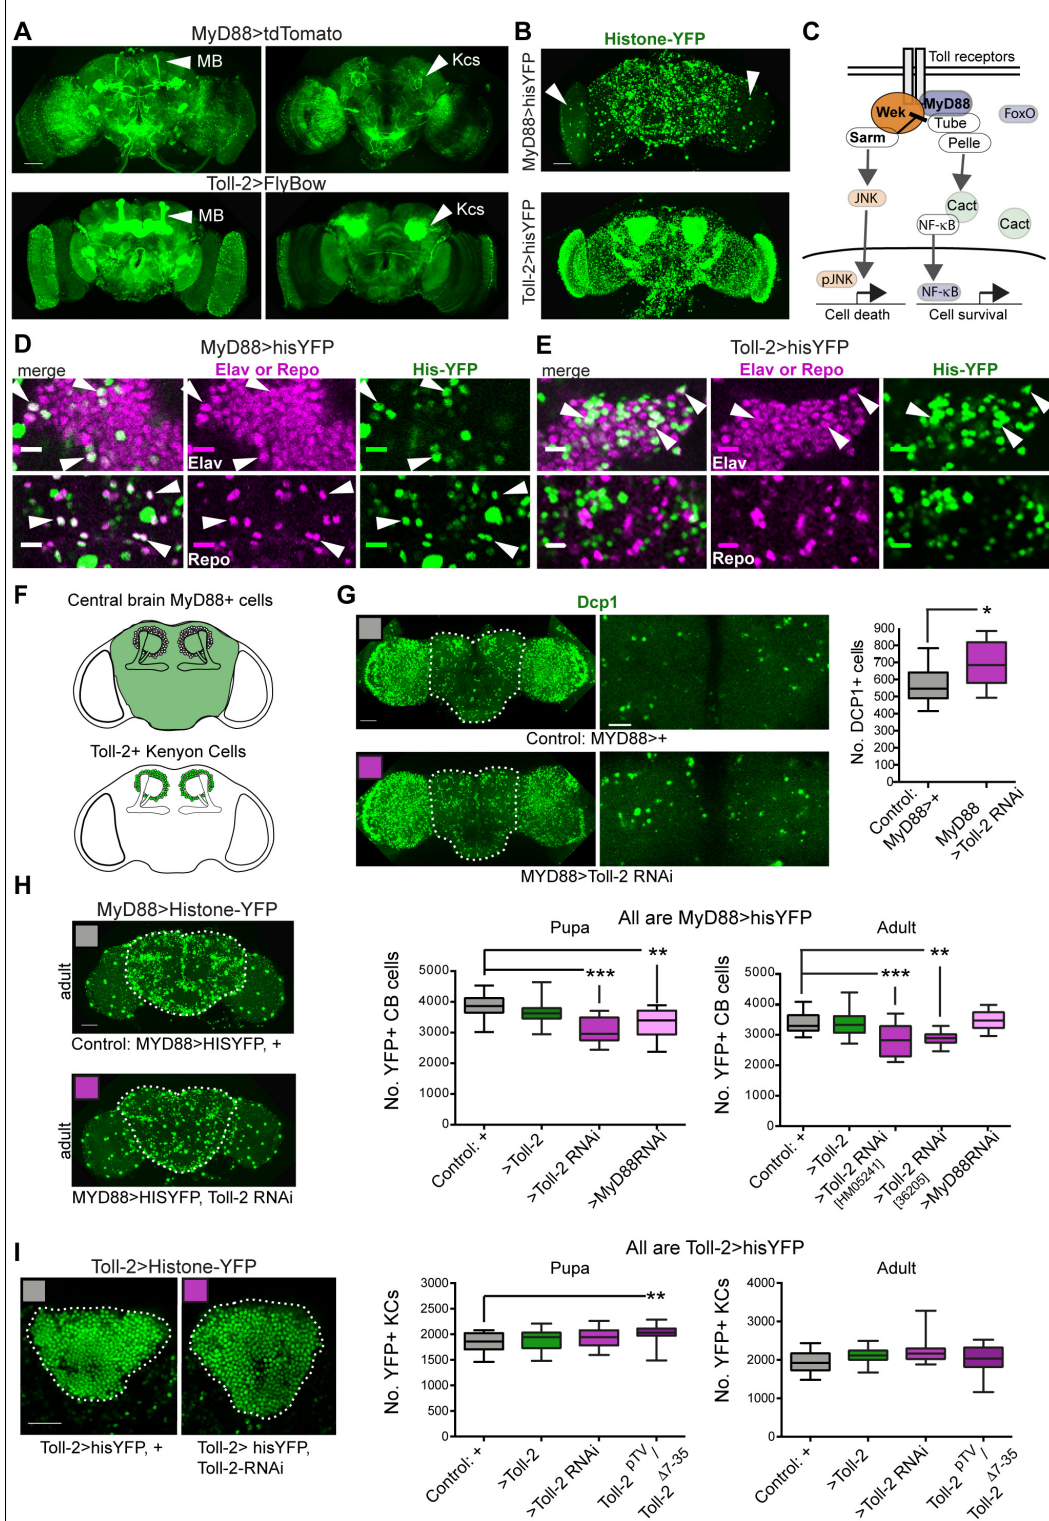 A
MyD88>tdTomato
MB
Kcs
Toll-2>FlyBow
MB
Kcs
B
Histone-YFP
MyD88>hisYFP
Toll-2>hisYFP
C
Toll receptors
Wek
MyD88
Tube
FoxO
Sarm
Pelle
JNK
Cact
NF-κB
Cact
pJNK
NF-κB
Cell death
Cell survival
D
MyD88>hisYFP
merge
Elav or Repo
His-YFP
Elav
Repo
E
Toll-2>hisYFP
merge
Elav or Repo
His-YFP
Elav
Repo
F
Central brain MyD88+ cells
Toll-2+ Kenyon Cells
G
Dcp1
Control: MYD88>+
MYD88>Toll-2 RNAi
No. DCP1+ cells
900
800
700
600
500
400
300
200
100
0
*
Control:
MyD88>+
MyD88
>Toll-2 RNAi
H
MyD88>Histone-YFP
adult
Control: MYD88>HISYFP, +
adult
MYD88>HISYFP, Toll-2 RNAi
All are MyD88>hisYFP
Pupa
No. YFP+ CB cells
5000
4000
3000
2000
1000
0
***
**
Control: +
>Toll-2
>Toll-2 RNAi
>MyD88RNAi
Adult
No. YFP+ CB cells
5000
4000
3000
2000
1000
0
***
**
Control: +
>Toll-2
>Toll-2 RNAi
[HM05241]
>Toll-2 RNAi
[36205]
>MyD88RNAi
I
Toll-2>Histone-YFP
Toll-2>hisYFP, +
Toll-2> hisYFP,
Toll-2-RNAi
All are Toll-2>hisYFP
Pupa
No. YFP+ KCs
3000
2500
2000
1500
1000
500
0
**
Control: +
>Toll-2
>Toll-2 RNAi
Toll-2 pTV /
Toll-2 Δ7-35
Adult
No. YFP+ KCs
4000
3000
2000
1000
0
Control: +
>Toll-2
>Toll-2 RNAi
Toll-2 pTV /
Toll-2 Δ7-35